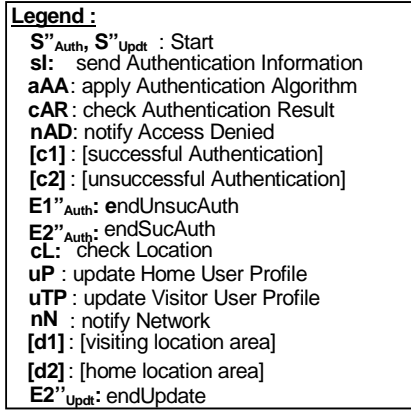 Legend :
S”Auth, S”Updt : Start
sI: send Authentication Information
aAA : apply Authentication Algorithm
cAR : check Authentication Result
nAD: notify Access Denied
[c1] : [successful Authentication]
[c2] : [unsuccessful Authentication]
E1”Auth: endUnsucAuth
E2”Auth: endSucAuth
cL: check Location
uP : update Home User Profile
uTP : update Visitor User Profile
nN : notify Network
[d1] : [visiting location area]
[d2] : [home location area]
E2’’Updt: endUpdate